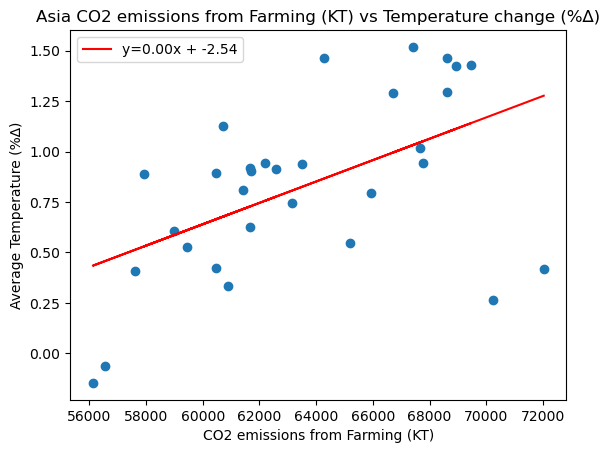 Asia CO2 emissions from Farming (KT) vs Temperature change (%Δ)
y=0.00x + -2.54
Average Temperature (%Δ)
1.50
1.25
1.00
0.75
0.50
0.25
0.00
56000 58000 60000 62000 64000 66000 68000 70000 72000
CO2 emissions from Farming (KT)